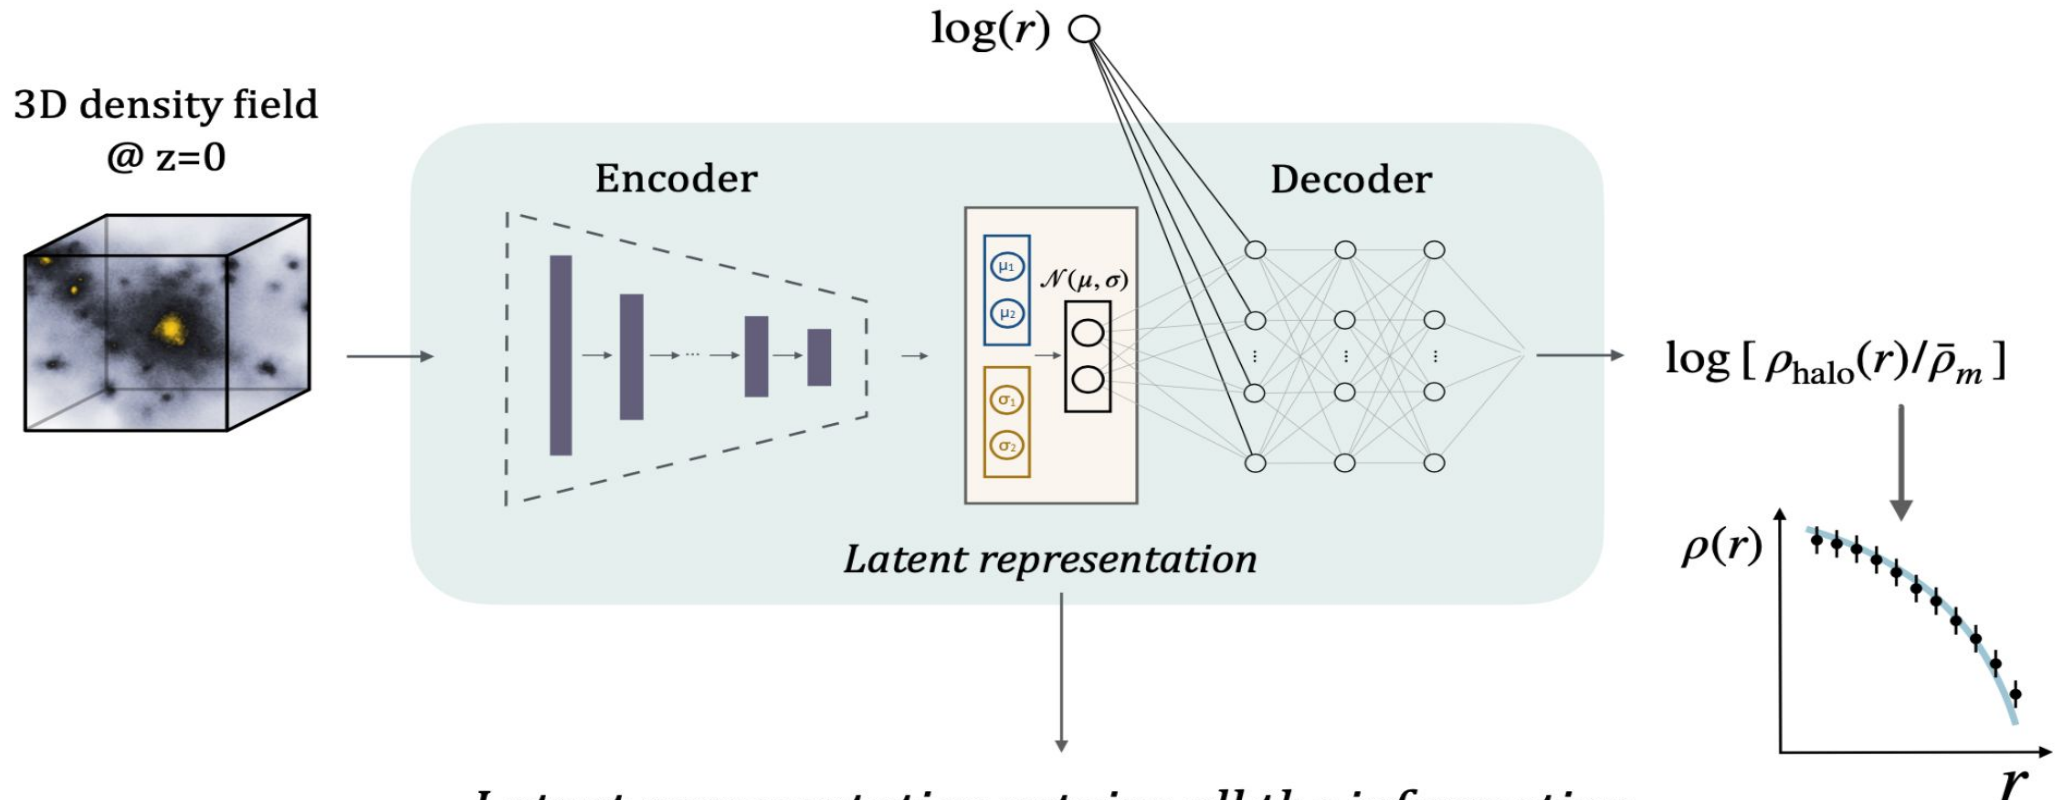 log(r)
3D density field
@ z=0
Encoder
Decoder
μ₁
μ₂
𝒩(μ, σ)
σ₁
σ₂
...
log [ ρhalo(r)/ρ̄m ]
Latent representation
ρ(r)
r